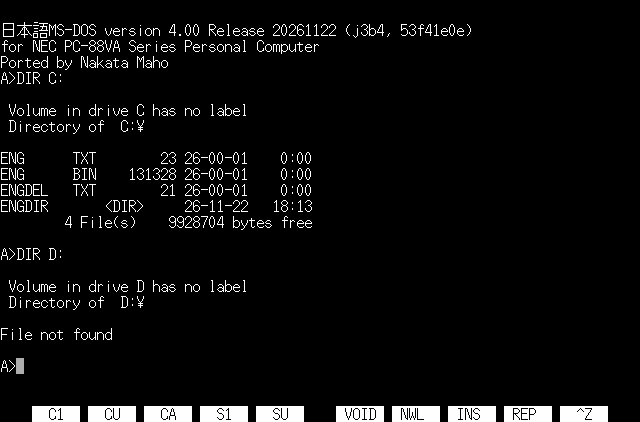 日本語MS-DOS version 4.00 Release 20261122 (j3b4, 53f41e0e)
for NEC PC-88VA Series Personal Computer
Ported by Nakata Maho
A>DIR C:
Volume in drive C has no label
Directory of  C:¥
ENG      TXT        23 26-00-01   0:00
ENG      BIN    131328 26-00-01   0:00
ENGDEL   TXT        21 26-00-01   0:00
ENGDIR       <DIR>     26-11-22  18:13
4 File(s)    9928704 bytes free
A>DIR D:
Volume in drive D has no label
Directory of  D:¥
File not found
A>
C1 CU CA S1 SU VOID NWL INS REP ^Z